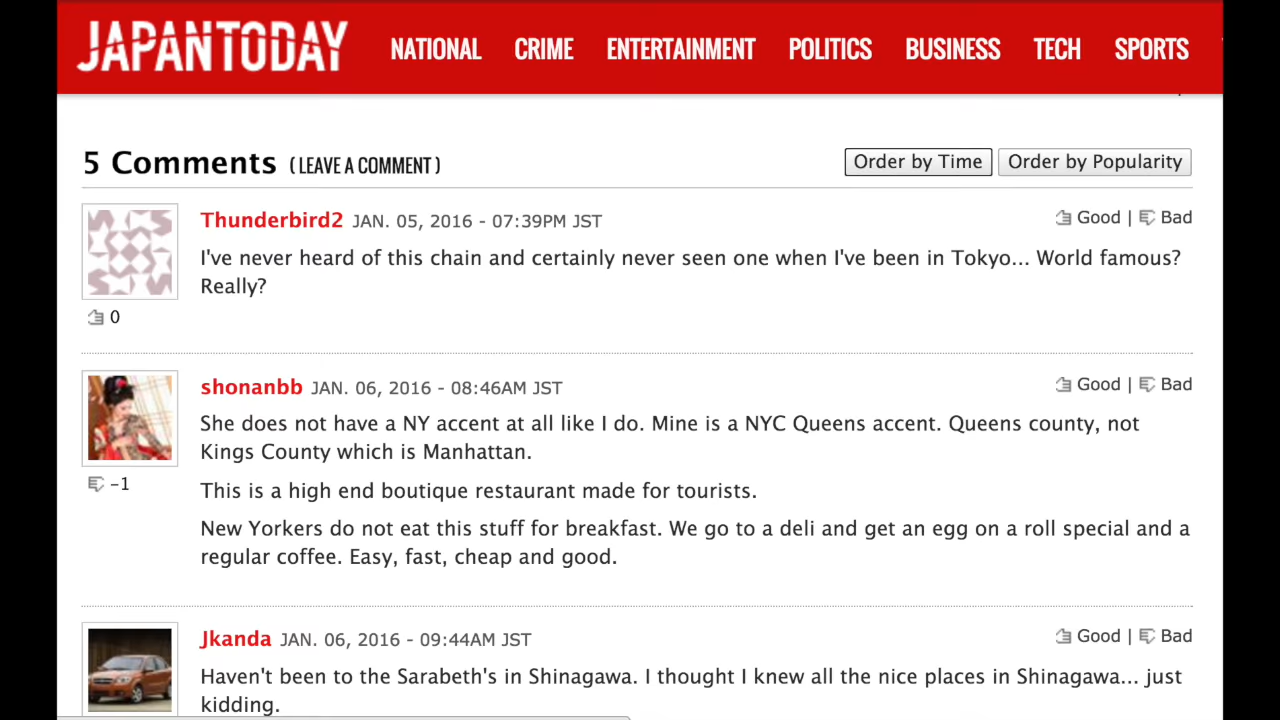 JAPANTODAY NATIONAL CRIME ENTERTAINMENT POLITICS BUSINESS TECH SPORTS
5 Comments ( LEAVE A COMMENT ) Order by Time Order by Popularity
Thunderbird2 JAN. 05, 2016 - 07:39PM JST Good | Bad
I've never heard of this chain and certainly never seen one when I've been in Tokyo... World famous?
Really?
0
shonanbb JAN. 06, 2016 - 08:46AM JST Good | Bad
She does not have a NY accent at all like I do. Mine is a NYC Queens accent. Queens county, not
Kings County which is Manhattan.
-1
This is a high end boutique restaurant made for tourists.
New Yorkers do not eat this stuff for breakfast. We go to a deli and get an egg on a roll special and a
regular coffee. Easy, fast, cheap and good.
Jkanda JAN. 06, 2016 - 09:44AM JST Good | Bad
Haven't been to the Sarabeth's in Shinagawa. I thought I knew all the nice places in Shinagawa... just
kidding.